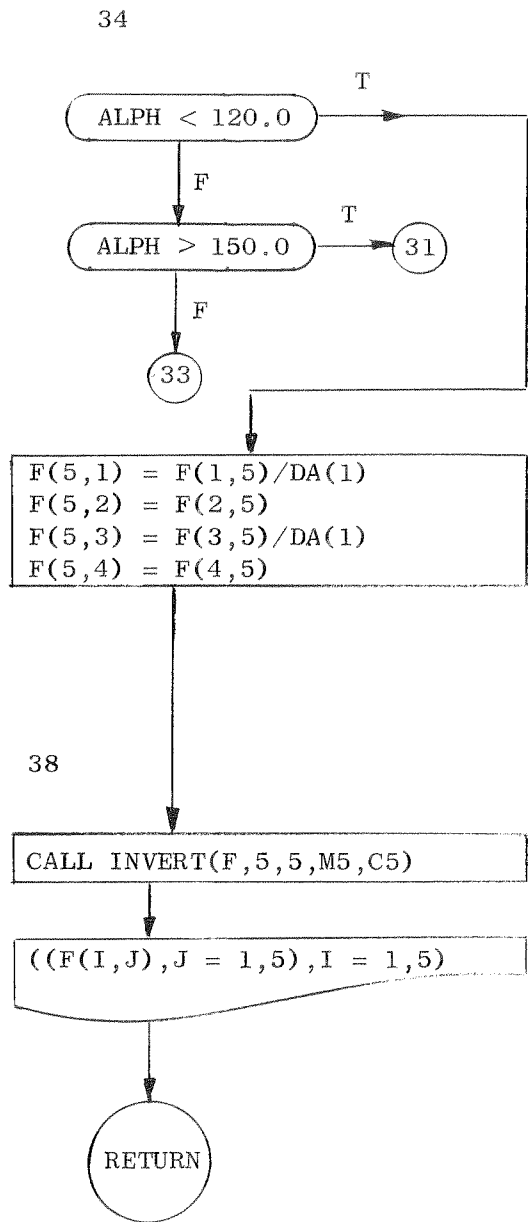 34
T
ALPH < 120.0
F
T
ALPH > 150.0
31
F
33
F(5,1) = F(1,5)/DA(1)
F(5,2) = F(2,5)
F(5,3) = F(3,5)/DA(1)
F(5,4) = F(4,5)
38
CALL INVERT(F,5,5,M5,C5)
((F(I,J),J = 1,5),I = 1,5)
RETURN